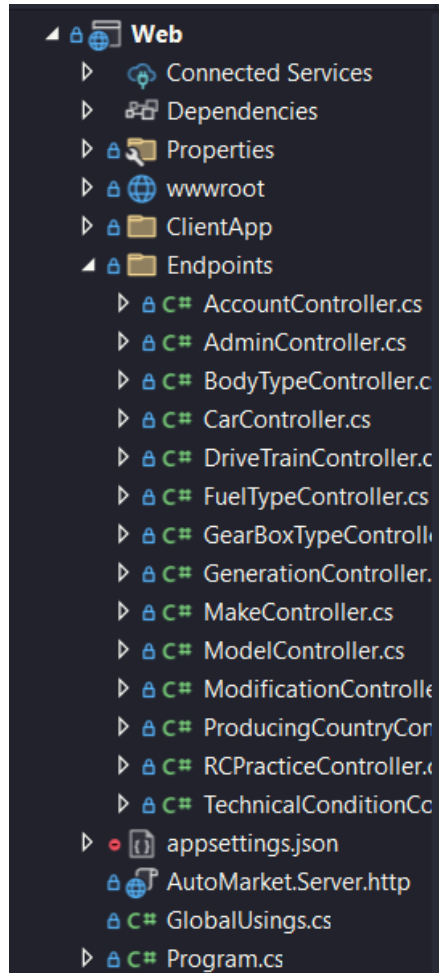 Web
Connected Services
Dependencies
Properties
wwwroot
ClientApp
Endpoints
C# AccountController.cs
C# AdminController.cs
C# BodyTypeController.c
C# CarController.cs
C# DriveTrainController.c
C# FuelTypeController.cs
C# GearBoxTypeControlle
C# GenerationController.
C# MakeController.cs
C# ModelController.cs
C# ModificationControlle
C# ProducingCountryCon
C# RCPracticeController.c
C# TechnicalConditionCo
appsettings.json
AutoMarket.Server.http
C# GlobalUsings.cs
C# Program.cs